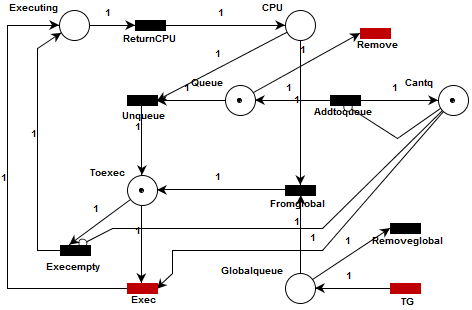 Executing
1
ReturnCPU
1
CPU
Remove
1
1
Queue
1
1
1
Cantq
1
Unqueue
Addtoqueue
1
1
Toexec
1
1
Fromglobal
1
1
1
1
Removeglobal
Execempty
Globalqueue
1
Exec
TG